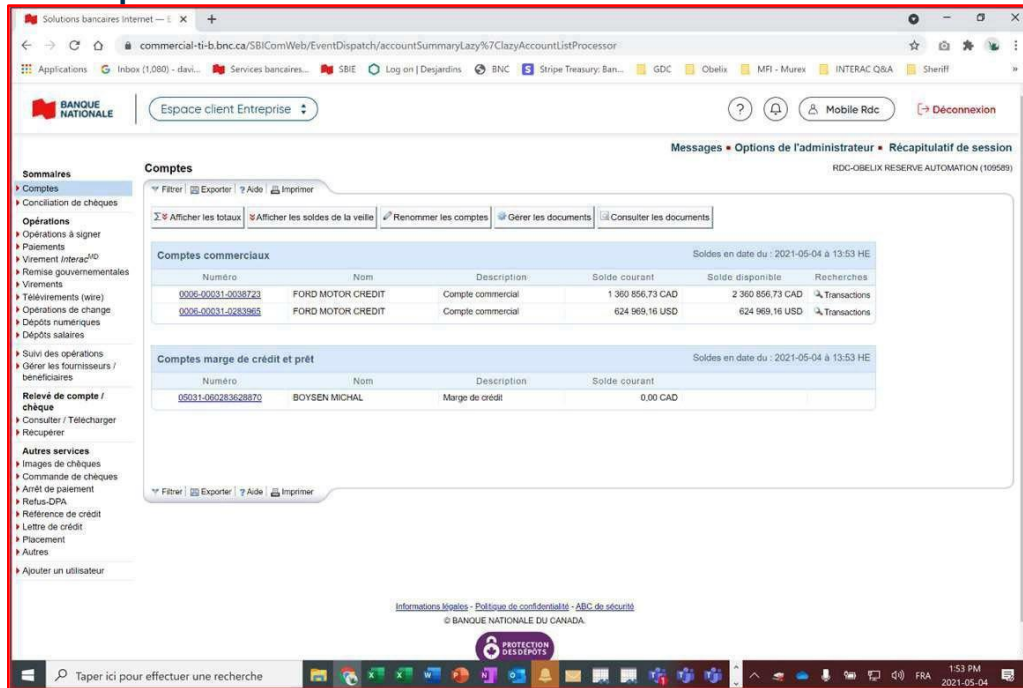 Solutions bancaires Internet — E
commercial-ti-b.bnc.ca/SBIComWeb/EventDispatch/accountSummaryLazy%7ClazyAccountListProcessor
Applications Inbox (1,080) - davi... Services bancaires... SBIE Log on | Desjardins BNC Stripe Treasury: Ban... GDC Obelix MFI - Murex INTERAC Q&A Sheriff »
BANQUE NATIONALE Espace client Entreprise ? Mobile Rdc Déconnexion
Messages ▪ Options de l'administrateur ▪ Récapitulatif de session
RDC-OBELIX RESERVE AUTOMATION (109589)
Sommaires
Comptes
Conciliation de chèques
Opérations
Opérations à signer
Paiements
Virement Interac MD
Remise gouvernementales
Virements
Télévirements (wire)
Opérations de change
Dépôts numériques
Dépôts salaires
Suivi des opérations
Gérer les fournisseurs /
bénéficiaires
Relevé de compte /
chèque
Consulter / Télécharger
Récupérer
Autres services
Images de chèques
Commande de chèques
Arrêt de paiement
Refus-DPA
Référence de crédit
Lettre de crédit
Placement
Autres
Ajouter un utilisateur
Comptes
Filtrer Exporter ? Aide Imprimer
Afficher les totaux Afficher les soldes de la veille Renommer les comptes Gérer les documents Consulter les documents
Comptes commerciaux Soldes en date du : 2021-05-04 à 13:53 HE
Numéro Nom Description Solde courant Solde disponible Recherches
0006-00031-0038723 FORD MOTOR CREDIT Compte commercial 1 360 856,73 CAD 2 360 856,73 CAD Transactions
0006-00031-0283965 FORD MOTOR CREDIT Compte commercial 624 969,16 USD 624 969,16 USD Transactions
Comptes marge de crédit et prêt Soldes en date du : 2021-05-04 à 13:53 HE
Numéro Nom Description Solde courant
05031-060283628870 BOYSEN MICHAL Marge de crédit 0,00 CAD
Filtrer Exporter ? Aide Imprimer
Informations légales - Politique de confidentialité - ABC de sécurité
© BANQUE NATIONALE DU CANADA.
PROTECTION
DES DÉPÔTS
Taper ici pour effectuer une recherche FRA 1:53 PM
2021-05-04